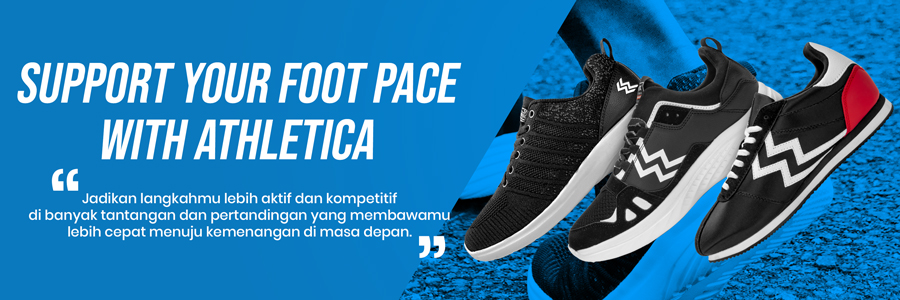 SUPPORT YOUR FOOT PACE
WITH ATHLETICA
“ Jadikan langkahmu lebih aktif dan kompetitif
di banyak tantangan dan pertandingan yang membawamu
lebih cepat menuju kemenangan di masa depan. ”